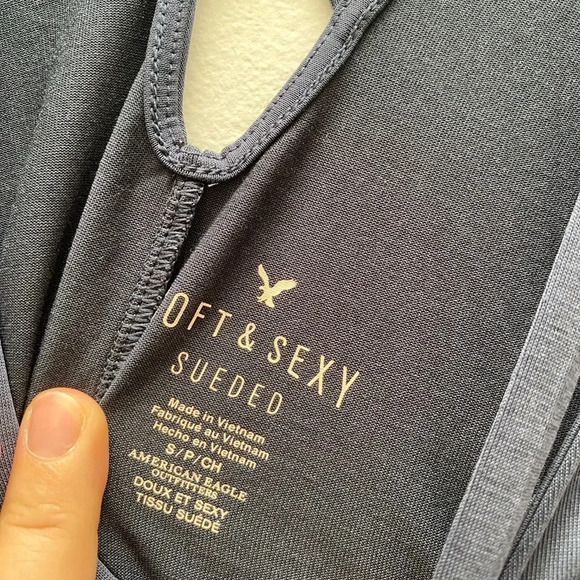 OFT & SEXY
SUEDED
Made in Vietnam
Fabriqué au Vietnam
Hecho en Vietnam
S/P/CH
AMERICAN EAGLE
OUTFITTERS
DOUX ET SEXY
TISSU SUÉDÉ